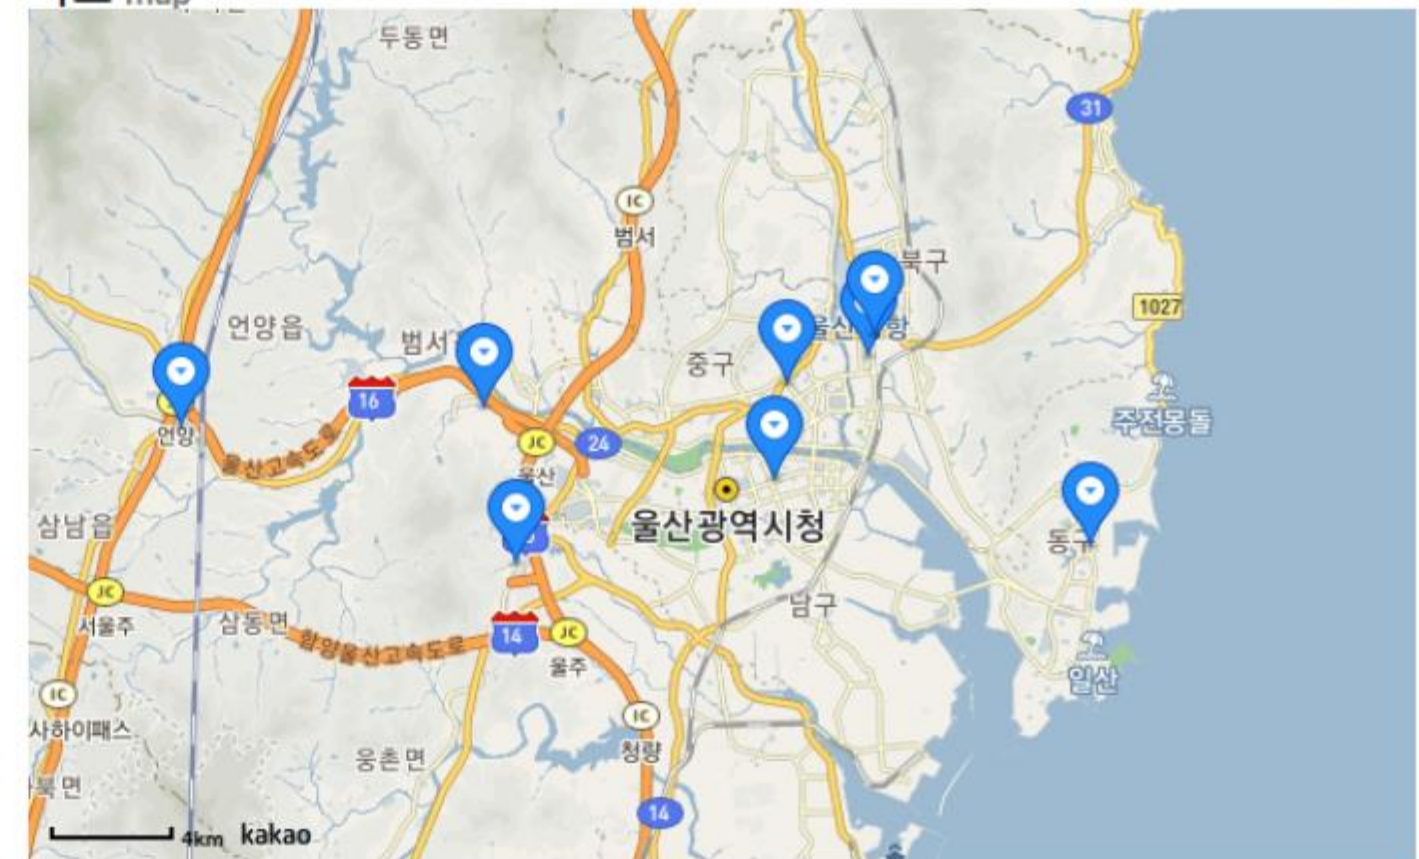 map
두동면
31
IC
범서
북구
1027
언양읍
범서
울산
항
중구
16
주전몽돌
언양
울산고속도로
JC
24
울산
삼남읍
울산광역시청
동구
JC
서울주
삼동면
함양울산고속도로
14
JC
울주
남구
일산
IC
사하이패스
IC
청량
웅촌면
북면
14
4km kakao